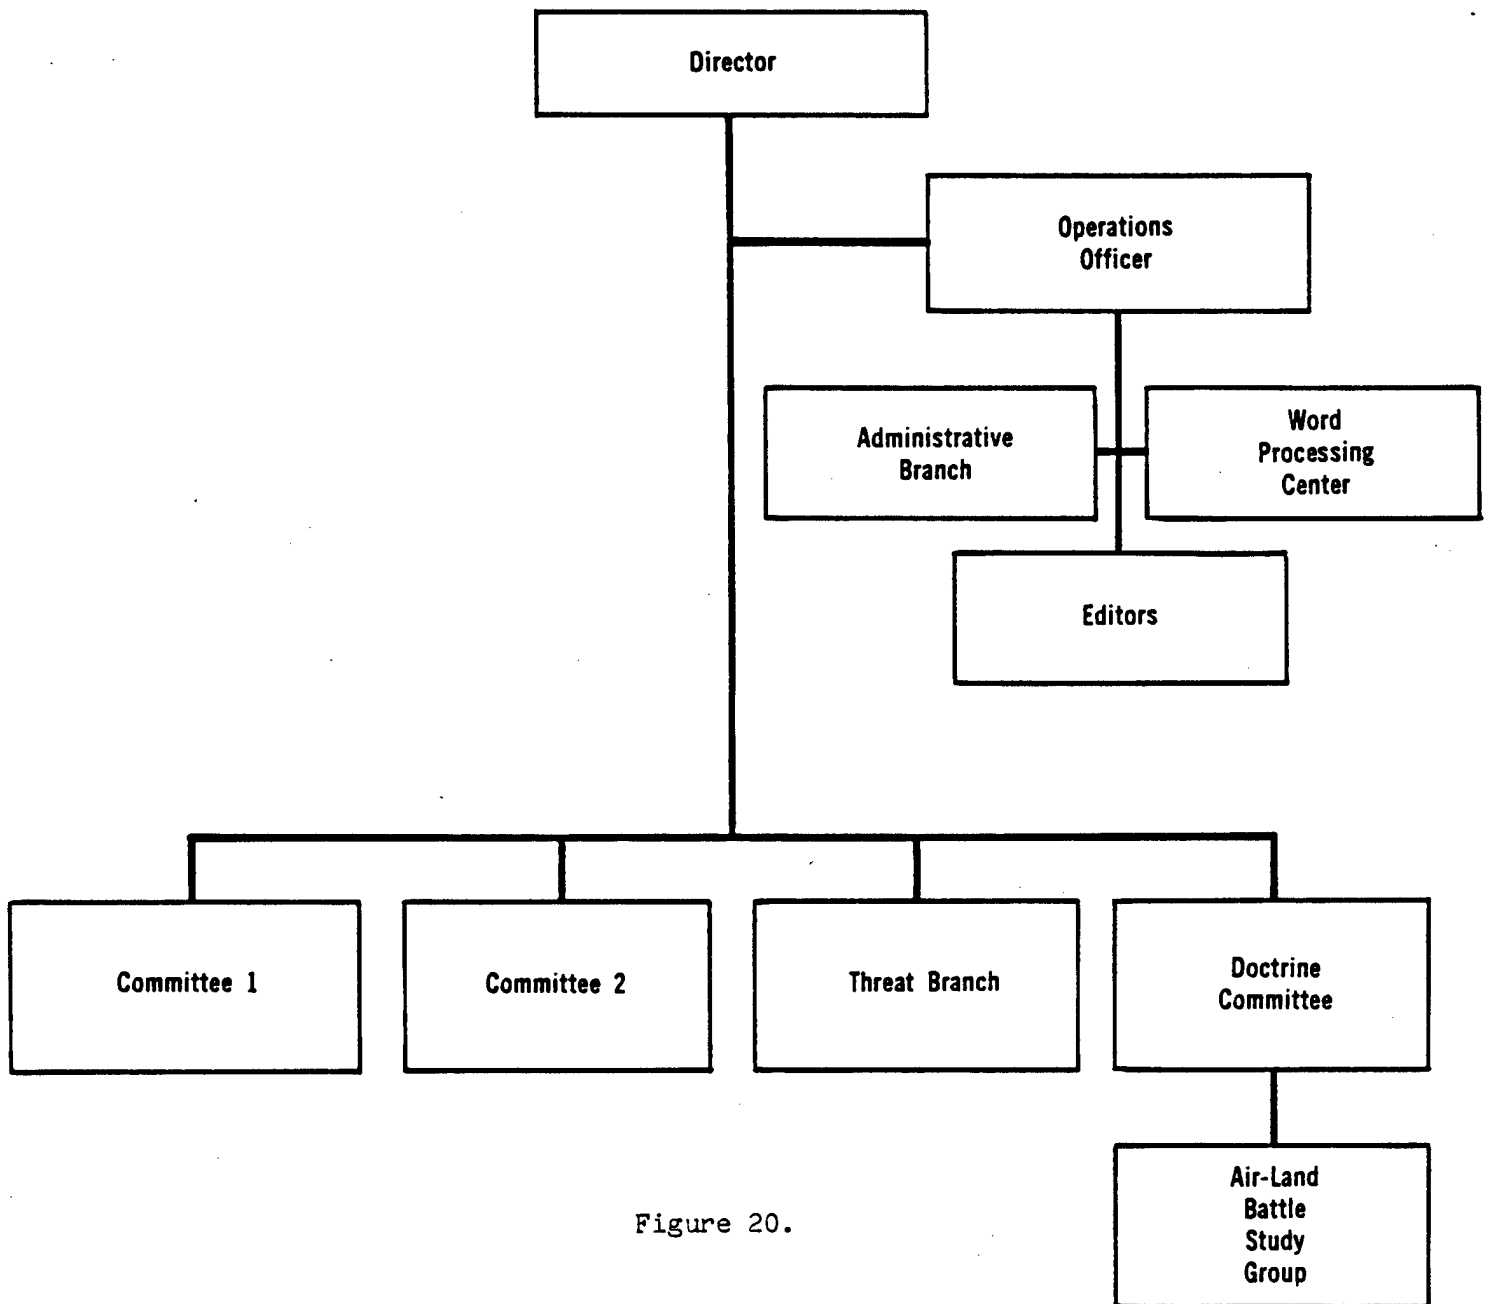 Director
Operations
Officer
Administrative
Branch
Word
Processing
Center
Editors
Committee 1
Committee 2
Threat Branch
Doctrine
Committee
Air-Land
Battle
Study
Group
Figure 20.